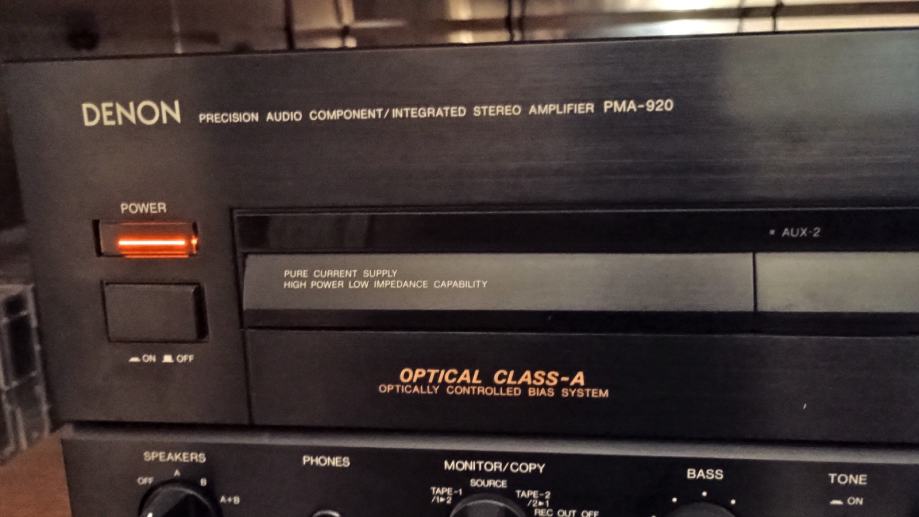 DENON PRECISION AUDIO COMPONENT/INTEGRATED STEREO AMPLIFIER PMA-920
POWER
AUX-2
PURE CURRENT SUPPLY
HIGH POWER LOW IMPEDANCE CAPABILITY
ON OFF
OPTICAL CLASS-A
OPTICALLY CONTROLLED BIAS SYSTEM
SPEAKERS
OFF A B A+B
PHONES
MONITOR/COPY
SOURCE
TAPE-1
/1▶2
TAPE-2
/2▶1
REC OUT OFF
BASS
TONE
ON